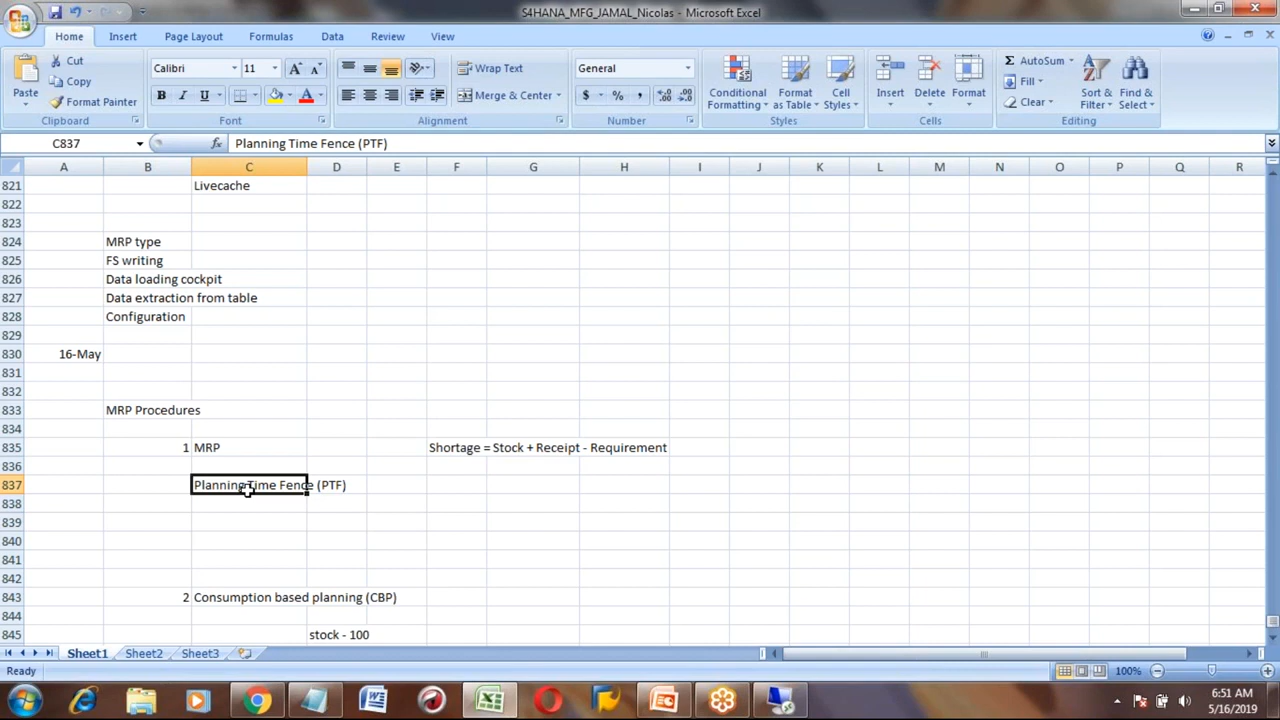 S4HANA_MFG_JAMAL_Nicolas - Microsoft Excel
Home Insert Page Layout Formulas Data Review View
Paste Cut Copy Format Painter Clipboard
Calibri 11 Font
Wrap Text Merge & Center Alignment
General Number
Conditional Formatting Format as Table Cell Styles Styles
Insert Delete Format Cells
AutoSum Fill Clear Sort & Filter Find & Select Editing
C837 fx Planning Time Fence (PTF)
A B C D E F G H I J K L M N O P Q R
821 Livecache
822
823
824 MRP type
825 FS writing
826 Data loading cockpit
827 Data extraction from table
828 Configuration
829
830 16-May
831
832
833 MRP Procedures
834
835 1 MRP Shortage = Stock + Receipt - Requirement
836
837 Planning Time Fence (PTF)
838
839
840
841
842
843 2 Consumption based planning (CBP)
844
845 stock - 100
Sheet1 Sheet2 Sheet3
Ready 100%
6:51 AM
5/16/2019